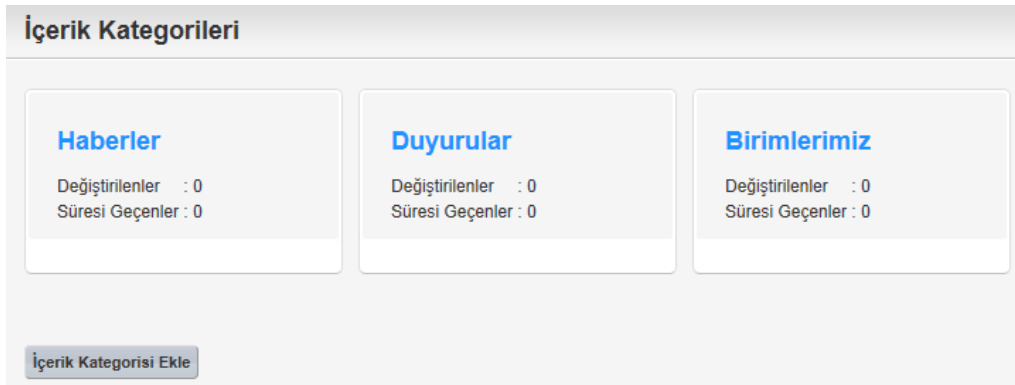 İçerik Kategorileri
Haberler
Değiştirilenler : 0
Süresi Geçenler : 0
Duyurular
Değiştirilenler : 0
Süresi Geçenler : 0
Birimlerimiz
Değiştirilenler : 0
Süresi Geçenler : 0
İçerik Kategorisi Ekle